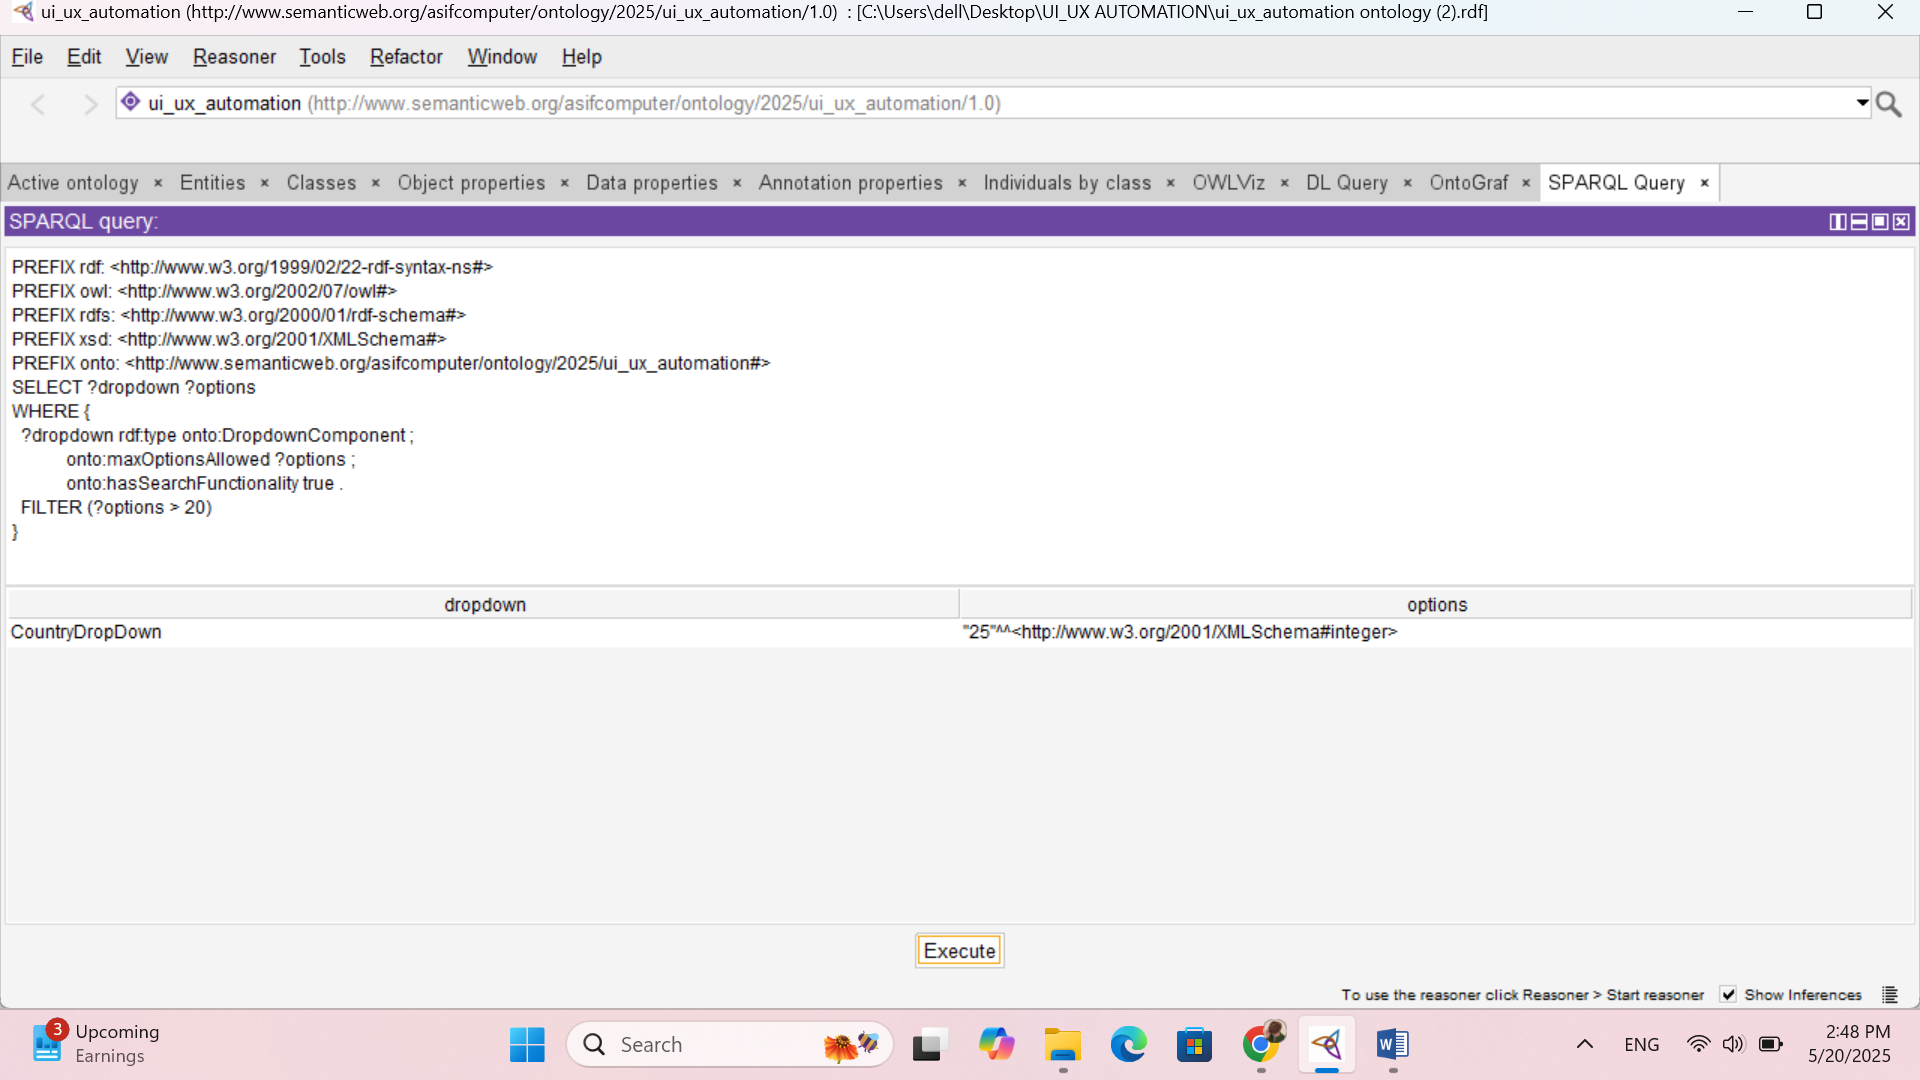 ui_ux_automation (http://www.semanticweb.org/asifcomputer/ontology/2025/ui_ux_automation/1.0) : [C:\Users\dell\Desktop\UI_UX AUTOMATION\ui_ux_automation ontology (2).rdf]
File Edit View Reasoner Tools Refactor Window Help
ui_ux_automation (http://www.semanticweb.org/asifcomputer/ontology/2025/ui_ux_automation/1.0)
Active ontology × Entities × Classes × Object properties × Data properties × Annotation properties × Individuals by class × OWLViz × DL Query × OntoGraf × SPARQL Query ×
SPARQL query:
PREFIX rdf: <http://www.w3.org/1999/02/22-rdf-syntax-ns#>
PREFIX owl: <http://www.w3.org/2002/07/owl#>
PREFIX rdfs: <http://www.w3.org/2000/01/rdf-schema#>
PREFIX xsd: <http://www.w3.org/2001/XMLSchema#>
PREFIX onto: <http://www.semanticweb.org/asifcomputer/ontology/2025/ui_ux_automation#>
SELECT ?dropdown ?options
WHERE {
?dropdown rdf:type onto:DropdownComponent ;
onto:maxOptionsAllowed ?options ;
onto:hasSearchFunctionality true .
FILTER (?options > 20)
}
dropdown options
CountryDropDown "25"^^<http://www.w3.org/2001/XMLSchema#integer>
Execute
To use the reasoner click Reasoner > Start reasoner Show Inferences
3 Upcoming
Earnings
Search
W
ENG
2:48 PM
5/20/2025